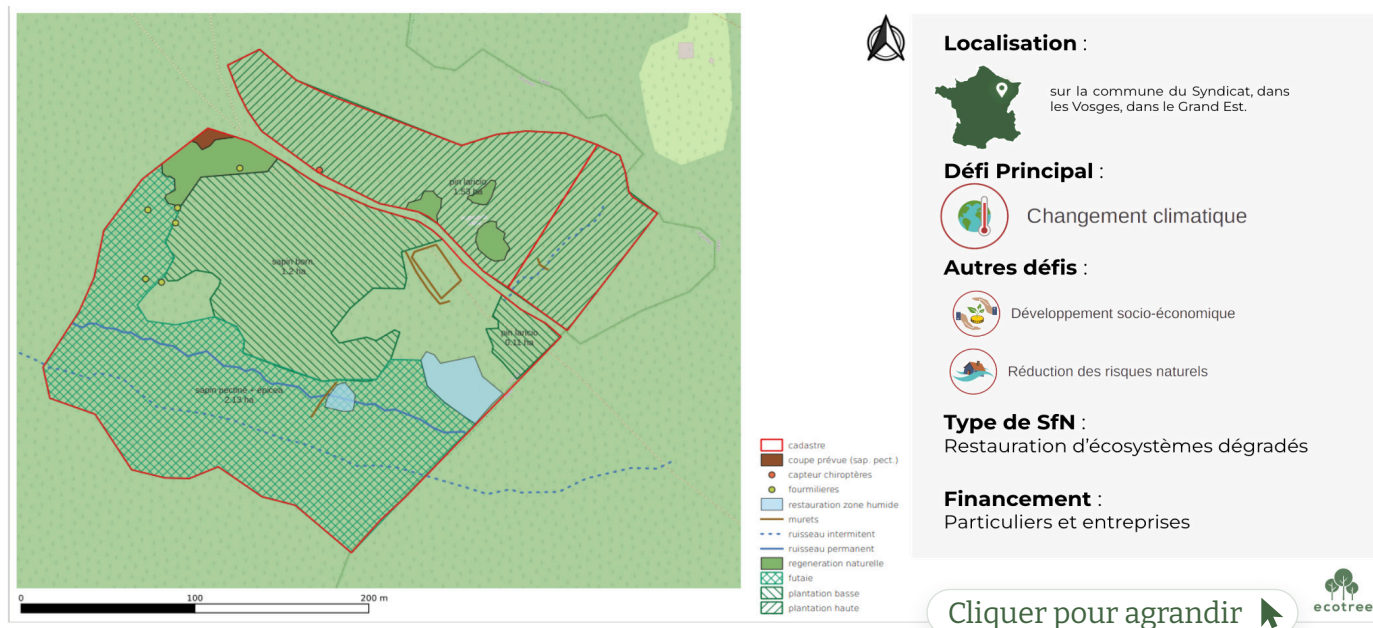 pin laricio
1.53 ha
sapin born.
1.2 ha
pin laricio
0.11 ha
sapin pectiné + épicéa
2.13 ha
0 100 200 m
cadastre
coupe prévue (sap. pect.)
capteur chiroptères
fourmilieres
restauration zone humide
murets
ruisseau intermitent
ruisseau permanent
regeneration naturelle
futaie
plantation basse
plantation haute
Localisation :
sur la commune du Syndicat, dans
les Vosges, dans le Grand Est.
Défi Principal :
Changement climatique
Autres défis :
Développement socio-économique
Réduction des risques naturels
Type de SfN :
Restauration d'écosystèmes dégradés
Financement :
Particuliers et entreprises
Cliquer pour agrandir
ecotree